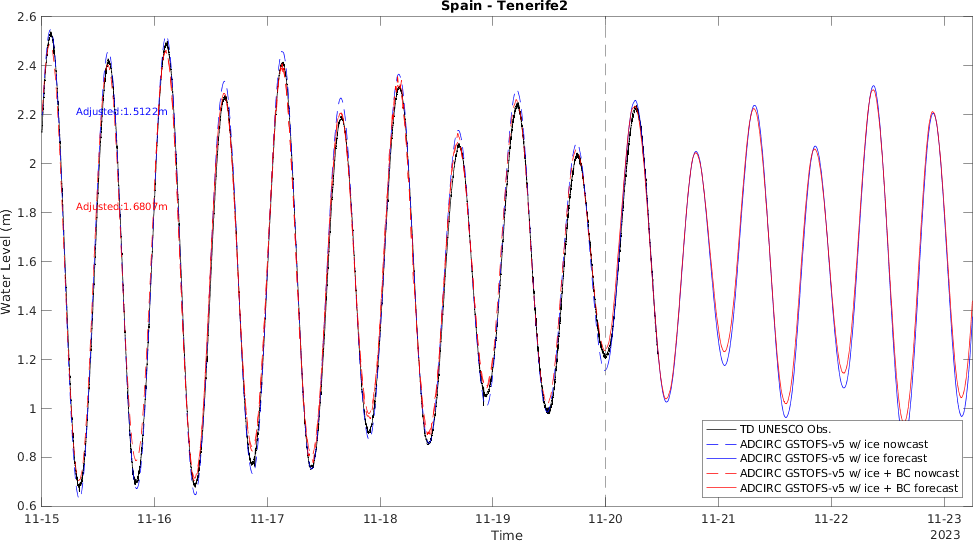 Spain - Tenerife2
2.6
2.4
2.2
2
1.8
1.6
1.4
1.2
1
0.8
0.6
Water Level (m)
Adjusted:1.5122m
Adjusted:1.6807m
TD UNESCO Obs.
ADCIRC GSTOFS-v5 w/ ice nowcast
ADCIRC GSTOFS-v5 w/ ice forecast
ADCIRC GSTOFS-v5 w/ ice + BC nowcast
ADCIRC GSTOFS-v5 w/ ice + BC forecast
11-15 11-16 11-17 11-18 11-19 11-20 11-21 11-22 11-23
Time
2023